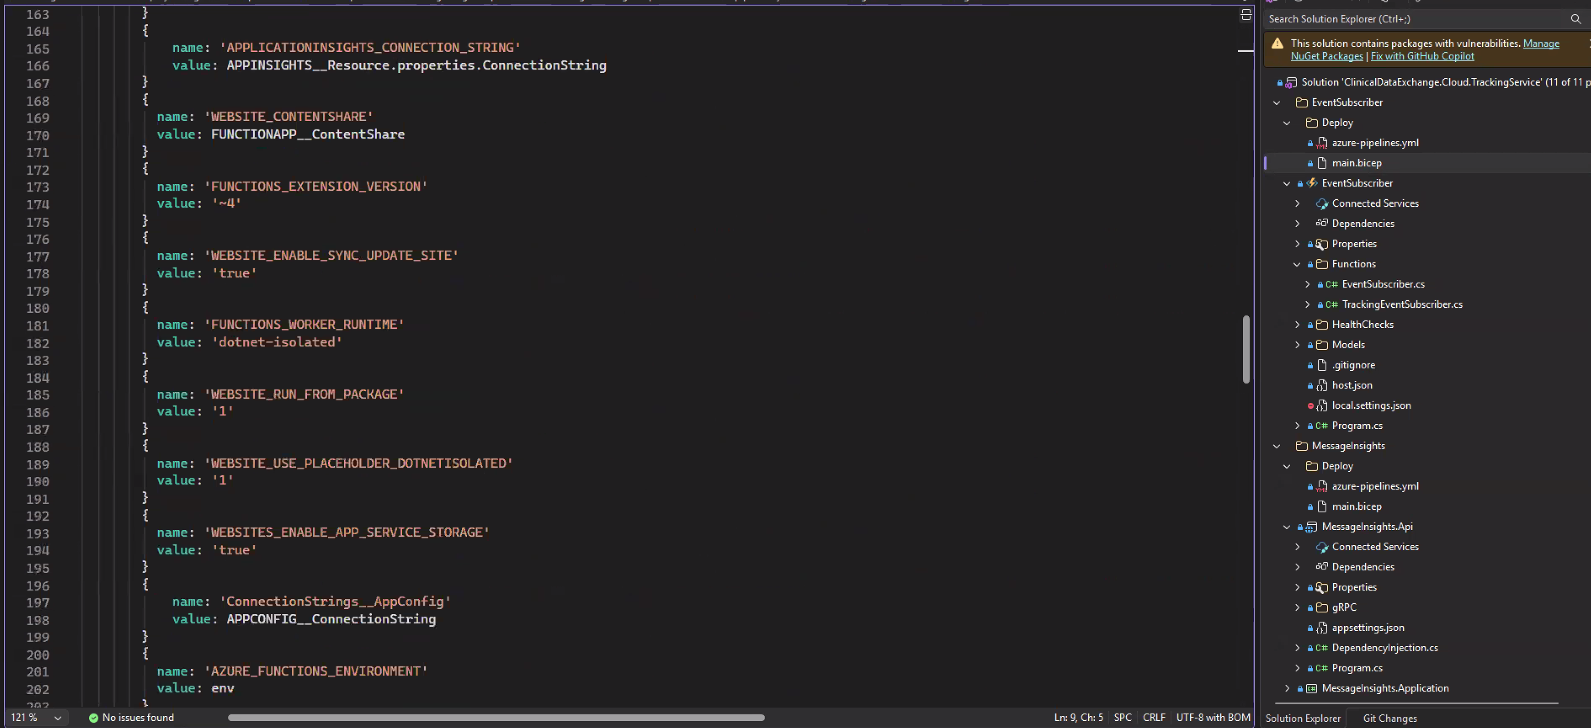 163 }
164 {
165 name: 'APPLICATIONINSIGHTS_CONNECTION_STRING'
166 value: APPINSIGHTS__Resource.properties.ConnectionString
167 }
168 {
169 name: 'WEBSITE_CONTENTSHARE'
170 value: FUNCTIONAPP__ContentShare
171 }
172 {
173 name: 'FUNCTIONS_EXTENSION_VERSION'
174 value: '~4'
175 }
176 {
177 name: 'WEBSITE_ENABLE_SYNC_UPDATE_SITE'
178 value: 'true'
179 }
180 {
181 name: 'FUNCTIONS_WORKER_RUNTIME'
182 value: 'dotnet-isolated'
183 }
184 {
185 name: 'WEBSITE_RUN_FROM_PACKAGE'
186 value: '1'
187 }
188 {
189 name: 'WEBSITE_USE_PLACEHOLDER_DOTNETISOLATED'
190 value: '1'
191 }
192 {
193 name: 'WEBSITES_ENABLE_APP_SERVICE_STORAGE'
194 value: 'true'
195 }
196 {
197 name: 'ConnectionStrings__AppConfig'
198 value: APPCONFIG__ConnectionString
199 }
200 {
201 name: 'AZURE_FUNCTIONS_ENVIRONMENT'
202 value: env
203 }
121 %
No issues found
Ln: 9, Ch: 5 SPC CRLF UTF-8 with BOM
Search Solution Explorer (Ctrl+;)
This solution contains packages with vulnerabilities. Manage
NuGet Packages | Fix with GitHub Copilot
Solution 'ClinicalDataExchange.Cloud.TrackingService' (11 of 11 p
EventSubscriber
Deploy
azure-pipelines.yml
main.bicep
EventSubscriber
Connected Services
Dependencies
Properties
Functions
C# EventSubscriber.cs
C# TrackingEventSubscriber.cs
HealthChecks
Models
.gitignore
host.json
local.settings.json
C# Program.cs
MessageInsights
Deploy
azure-pipelines.yml
main.bicep
MessageInsights.Api
Connected Services
Dependencies
Properties
gRPC
appsettings.json
C# DependencyInjection.cs
C# Program.cs
MessageInsights.Application
Solution Explorer Git Changes